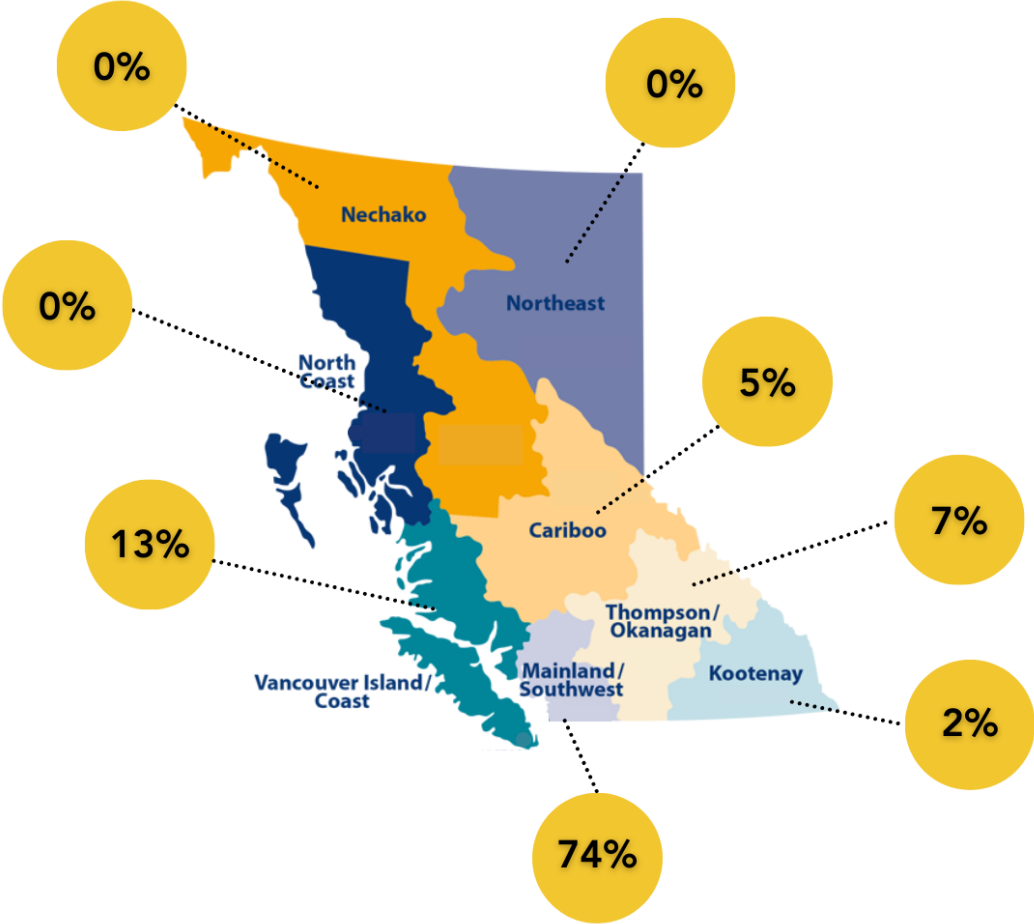 0%
0%
Nechako
0%
Northeast
North
Coast
5%
7%
13%
Cariboo
Thompson/
Okanagan
Mainland/
Southwest
Kootenay
Vancouver Island/
Coast
2%
74%